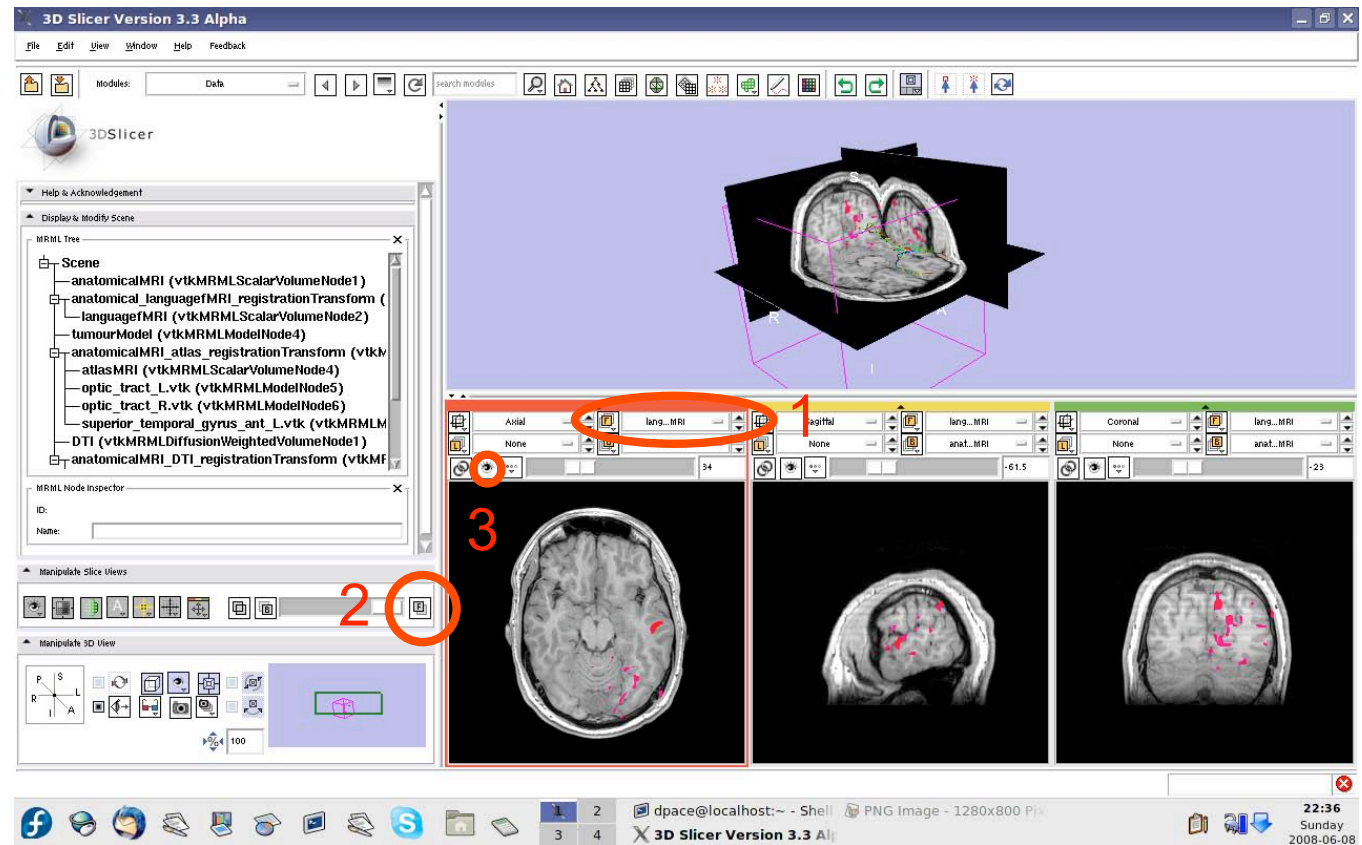 3D Slicer Version 3.3 Alpha
File Edit View Window Help Feedback
Modules: Data search modules
3DSlicer
Help & Acknowledgement
Display & Modify Scene
MRML Tree
Scene
anatomicalMRI (vtkMRMLScalarVolumeNode1)
anatomical_languagefMRI_registrationTransform (
languagefMRI (vtkMRMLScalarVolumeNode2)
tumourModel (vtkMRMLModelNode4)
anatomicalMRI_atlas_registrationTransform (vtkM
atlasMRI (vtkMRMLScalarVolumeNode4)
optic_tract_L.vtk (vtkMRMLModelNode5)
optic_tract_R.vtk (vtkMRMLModelNode6)
superior_temporal_gyrus_ant_L.vtk (vtkMRMLM
DTI (vtkMRMLDiffusionWeightedVolumeNode1)
anatomicalMRI_DTI_registrationTransform (vtkMF
MRML Node Inspector
ID:
Name:
Manipulate Slice Views
2
B F
Manipulate 3D View
P S
R L
I A
% 100
S
R A
I
1
Axial F lang...MRI
L None B
34
3
Sagittal F lang...MRI
L None B anat...MRI
-61.5
Coronal F lang...MRI
L None B anat...MRI
-23
1 2
3 4
dpace@localhost:~ - Shell
PNG Image - 1280x800 Pix
3D Slicer Version 3.3 Alp
22:36
Sunday
2008-06-08